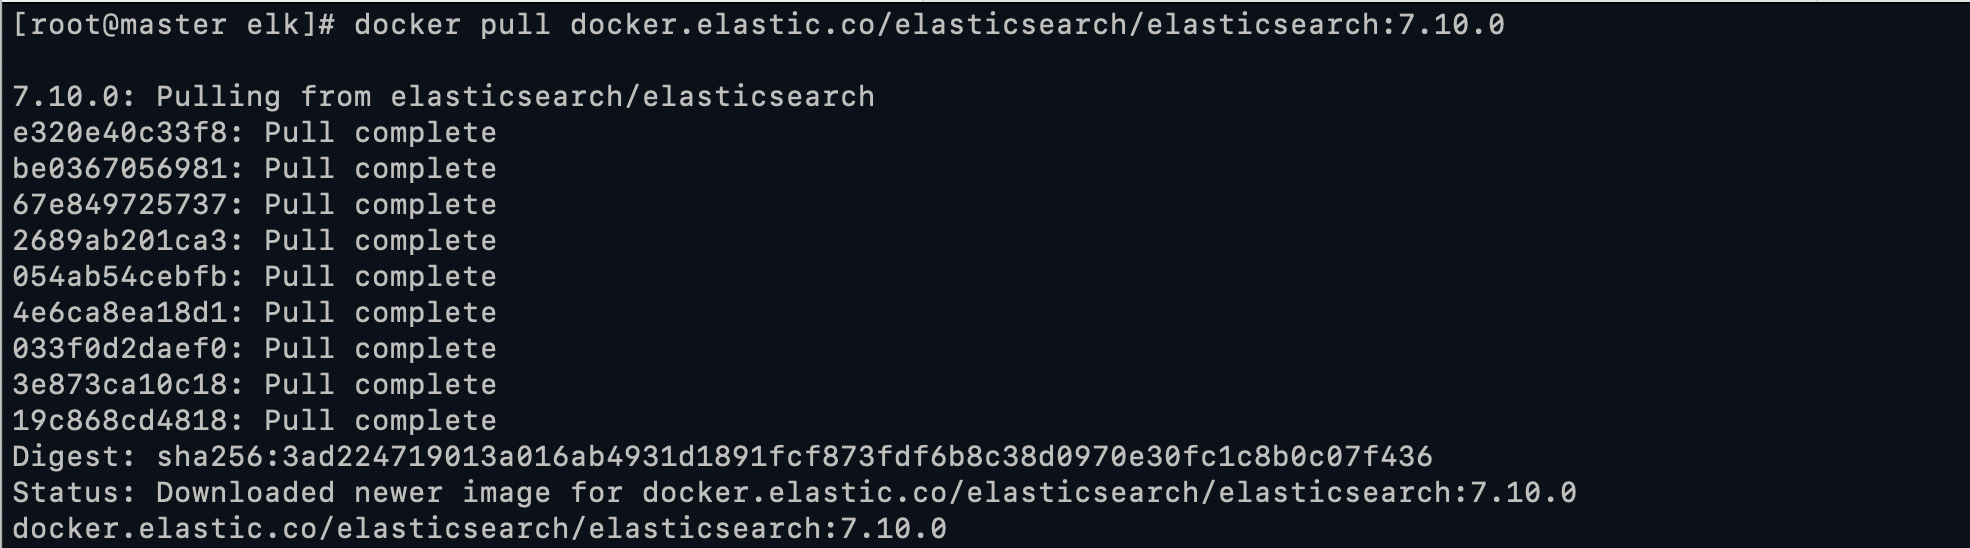 [root@master elk]# docker pull docker.elastic.co/elasticsearch/elasticsearch:7.10.0
7.10.0: Pulling from elasticsearch/elasticsearch
e320e40c33f8: Pull complete
be0367056981: Pull complete
67e849725737: Pull complete
2689ab201ca3: Pull complete
054ab54cebfb: Pull complete
4e6ca8ea18d1: Pull complete
033f0d2daef0: Pull complete
3e873ca10c18: Pull complete
19c868cd4818: Pull complete
Digest: sha256:3ad224719013a016ab4931d1891fcf873fdf6b8c38d0970e30fc1c8b0c07f436
Status: Downloaded newer image for docker.elastic.co/elasticsearch/elasticsearch:7.10.0
docker.elastic.co/elasticsearch/elasticsearch:7.10.0